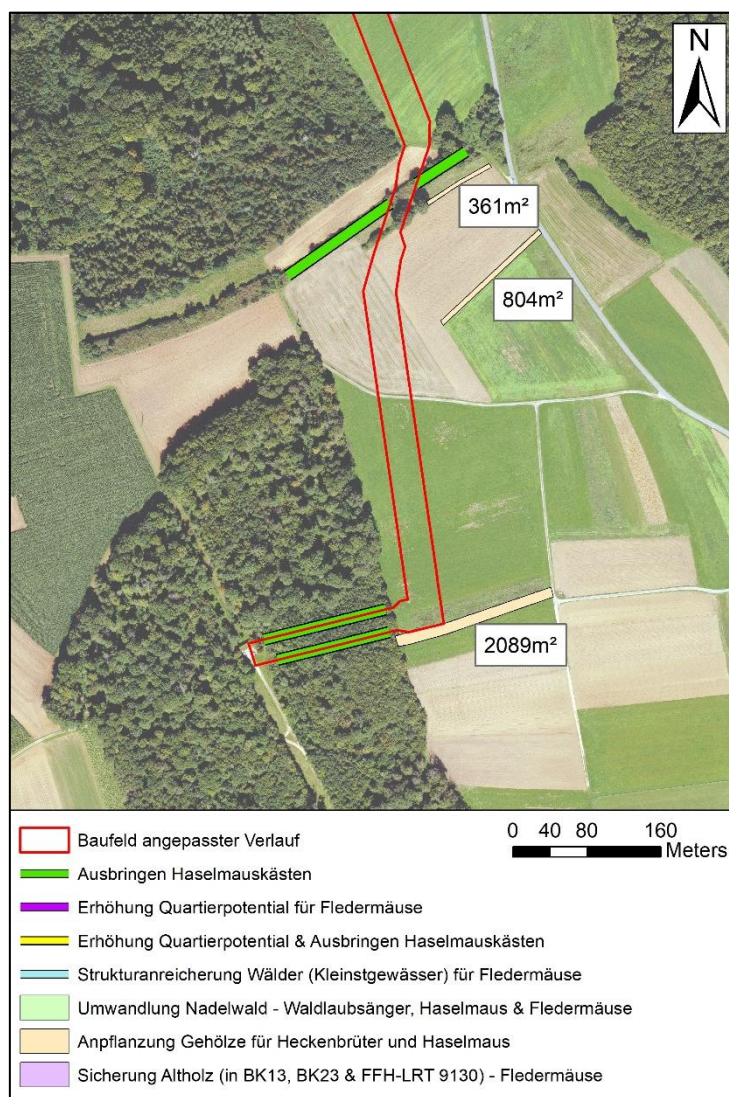 N
361m²
804m²
2089m²
Baufeld angepasster Verlauf
0 40 80 160
Meters
Ausbringen Haselmauskästen
Erhöhung Quartierpotential für Fledermäuse
Erhöhung Quartierpotential & Ausbringen Haselmauskästen
Strukturanreicherung Wälder (Kleinstgewässer) für Fledermäuse
Umwandlung Nadelwald - Waldlaubsänger, Haselmaus & Fledermäuse
Anpflanzung Gehölze für Heckenbrüter und Haselmaus
Sicherung Altholz (in BK13, BK23 & FFH-LRT 9130) - Fledermäuse